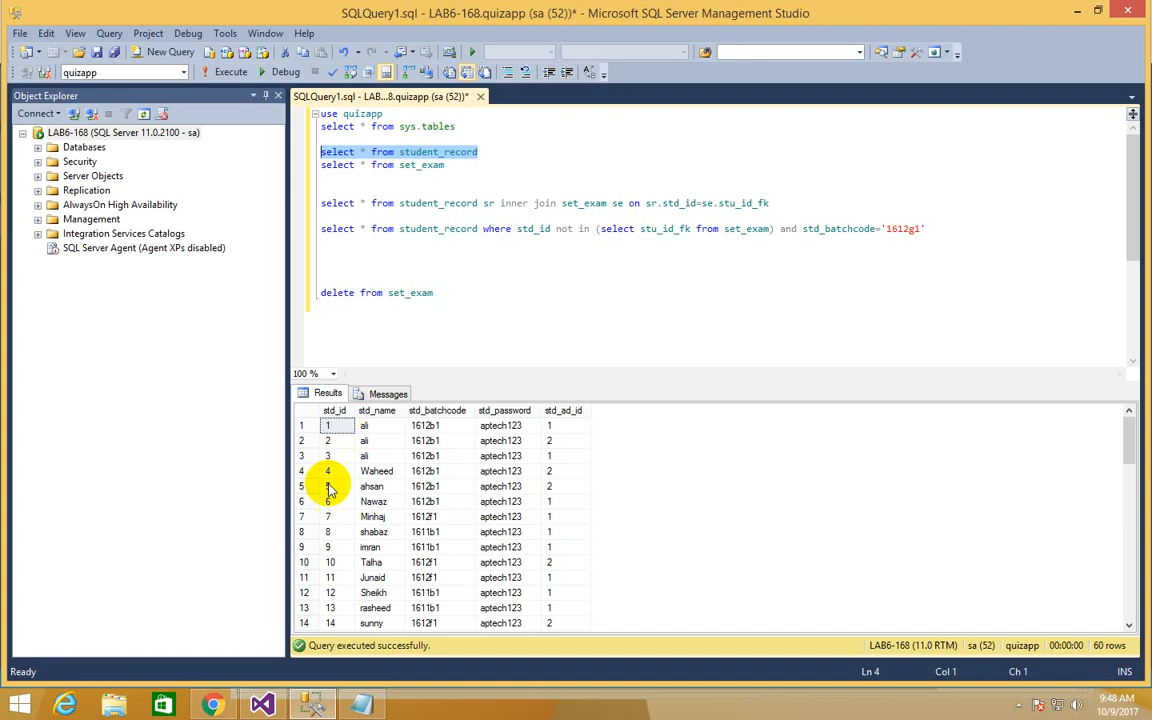 SQLQuery1.sql - LAB6-168.quizapp (sa (52))* - Microsoft SQL Server Management Studio
File Edit View Query Project Debug Tools Window Help
New Query
quizapp Execute Debug
Object Explorer
SQLQuery1.sql - LAB...8.quizapp (sa (52))*
Connect
LAB6-168 (SQL Server 11.0.2100 - sa)
Databases
Security
Server Objects
Replication
AlwaysOn High Availability
Management
Integration Services Catalogs
SQL Server Agent (Agent XPs disabled)
use quizapp
select * from sys.tables
select * from student_record
select * from set_exam
select * from student_record sr inner join set_exam se on sr.std_id=se.stu_id_fk
select * from student_record where std_id not in (select stu_id_fk from set_exam) and std_batchcode='1612g1'
delete from set_exam
100 %
Results Messages
std_id std_name std_batchcode std_password std_ad_id
1 1 ali 1612b1 aptech123 1
2 2 ali 1612b1 aptech123 2
3 3 ali 1612b1 aptech123 1
4 4 Waheed 1612b1 aptech123 2
5 5 ahsan 1612b1 aptech123 2
6 6 Nawaz 1612b1 aptech123 1
7 7 Minhaj 1612f1 aptech123 1
8 8 shabaz 1611b1 aptech123 1
9 9 imran 1611b1 aptech123 1
10 10 Talha 1612f1 aptech123 2
11 11 Junaid 1612f1 aptech123 1
12 12 Sheikh 1611b1 aptech123 1
13 13 rasheed 1611b1 aptech123 1
14 14 sunny 1612f1 aptech123 2
Query executed successfully. LAB6-168 (11.0 RTM) sa (52) quizapp 00:00:00 60 rows
Ready Ln 4 Col 1 Ch 1 INS
9:48 AM
10/9/2017